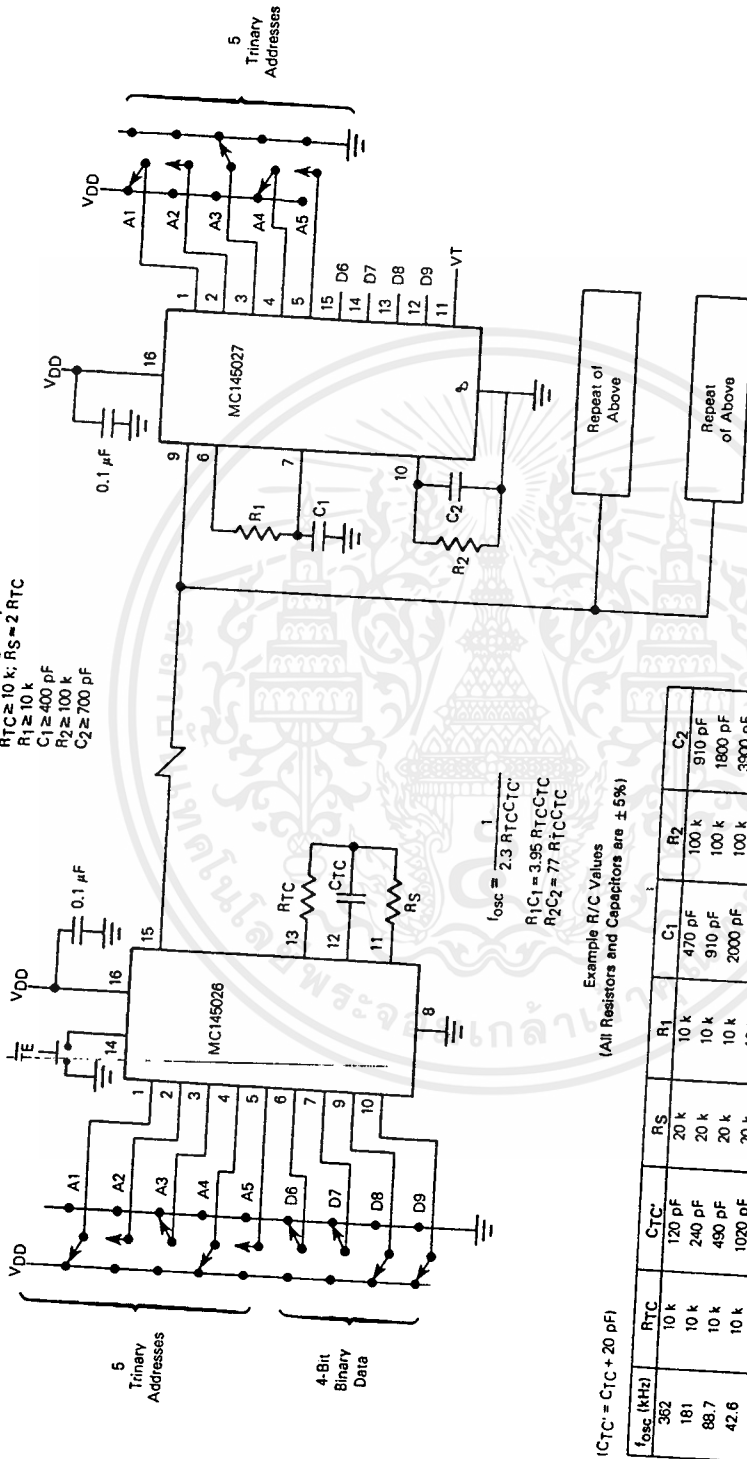 RTC ≥ 10 k; RS = 2 RTC
R1 ≥ 10 k
C1 ≥ 400 pF
R2 ≥ 100 k
C2 ≥ 700 pF
VDD
TE
0.1 µF
14
16
15
MC145026
1
2
3
4
5
6
7
9
10
13
12
11
8
RTC
CTC
RS
VDD
A1
A2
A3
A4
A5
D6
D7
D8
D9
5
Trinary
Addresses
4-Bit
Binary
Data
VDD
0.1 µF
16
MC145027
9
6
7
10
8
R1
C1
R2
C2
1
2
3
4
5
15 D6
14 D7
13 D8
12 D9
11 VT
VDD
A1
A2
A3
A4
A5
5
Trinary
Addresses
Repeat of
Above
Repeat
of Above
fosc = 1
2.3 RTCCTC'
R1C1 = 3.95 RTCCTC
R2C2 = 77 RTCCTC
Example R/C Values
(All Resistors and Capacitors are ±5%)
(CTC' = CTC + 20 pF)
fosc (kHz) RTC CTC' RS R1 C1 R2 C2
362 10 k 120 pF 20 k 10 k 470 pF 100 k 910 pF
181 10 k 240 pF 20 k 10 k 910 pF 100 k 1800 pF
88.7 10 k 490 pF 20 k 10 k 2000 pF 100 k 3900 pF
42.6 10 k 1020 pF 20 k